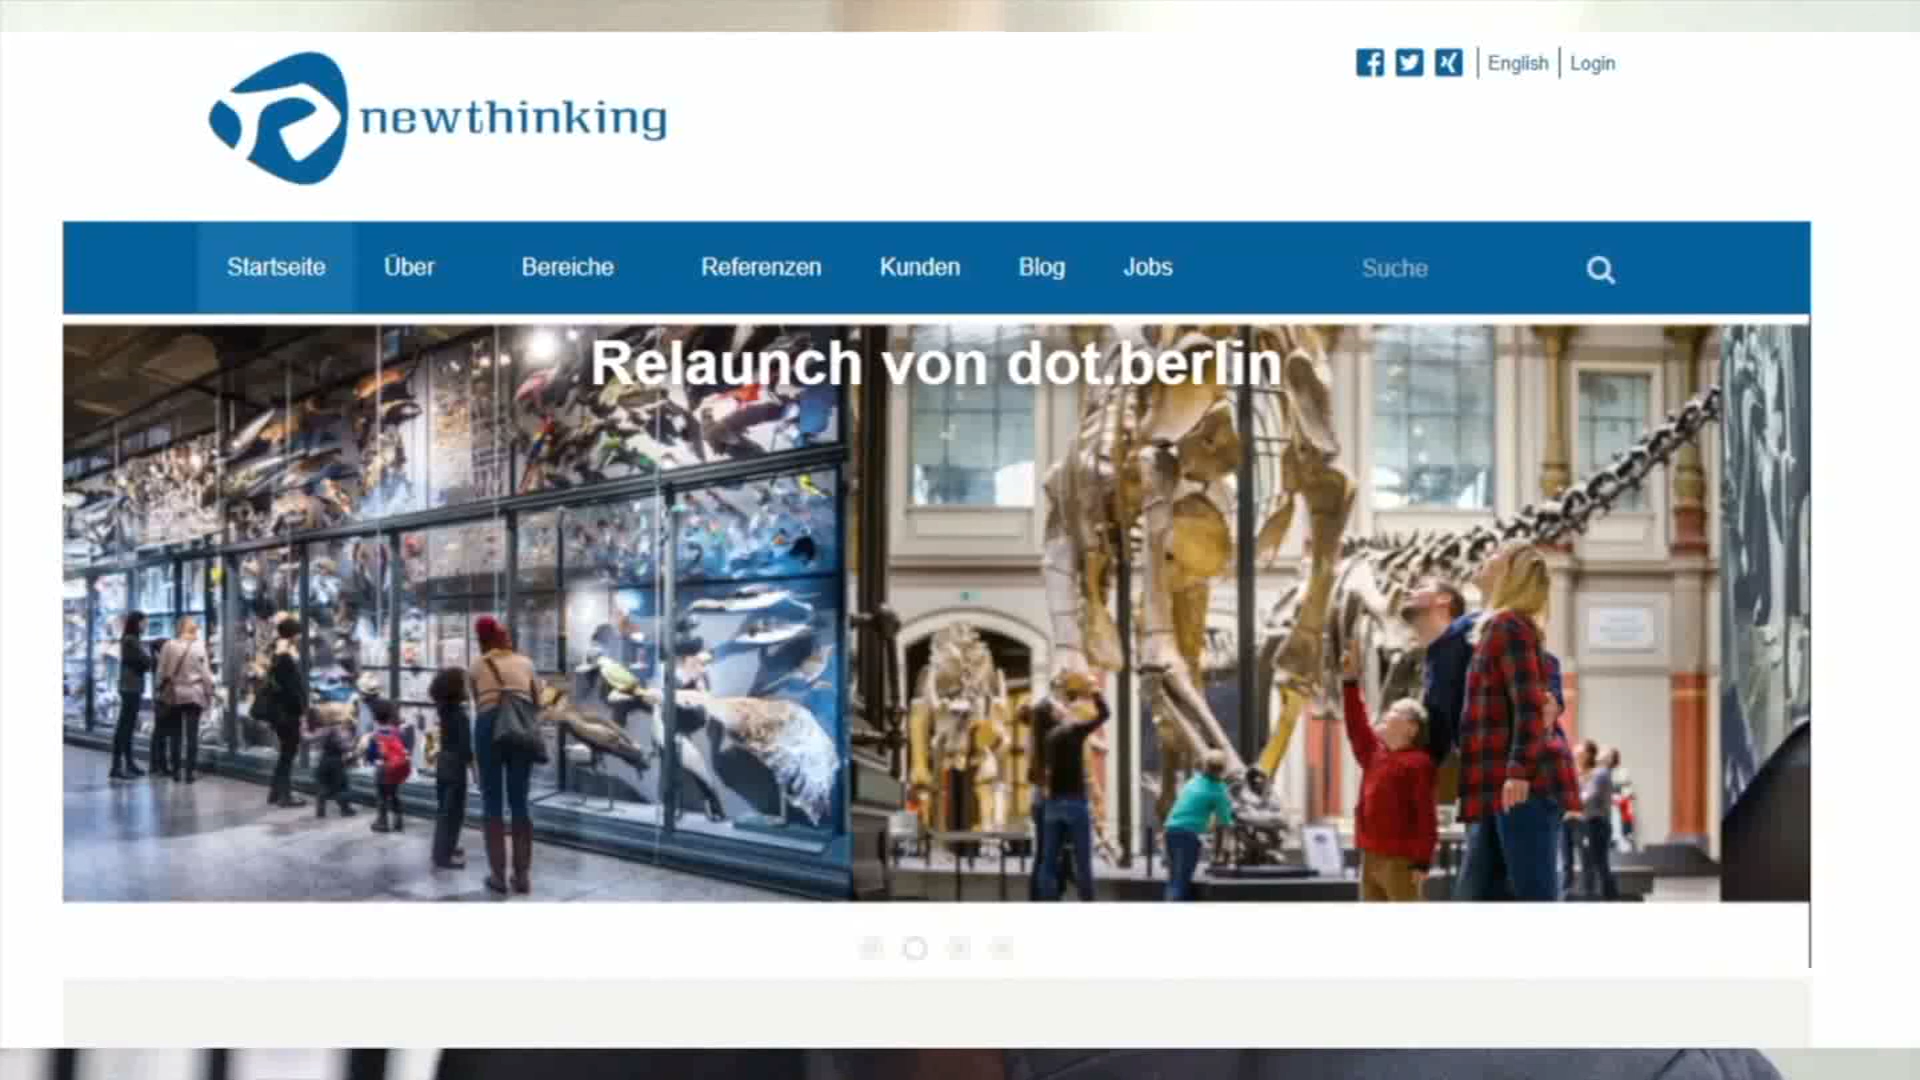 newthinking
English
Login
Startseite
Über
Bereiche
Referenzen
Kunden
Blog
Jobs
Suche
Relaunch von dot.berlin